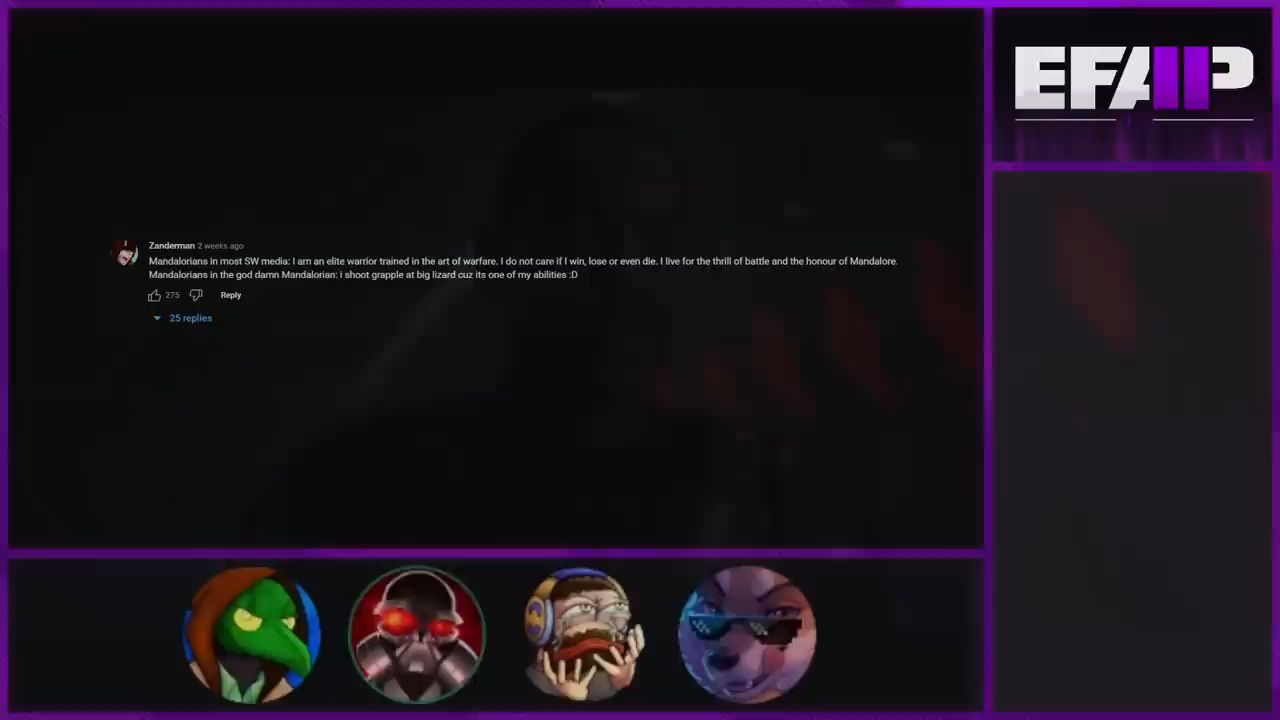 EFAP
Zanderman 2 weeks ago
Mandalorians in most SW media: I am an elite warrior trained in the art of warfare. I do not care if I win, lose or even die. I live for the thrill of battle and the honour of Mandalore.
Mandalorians in the god damn Mandalorian: i shoot grapple at big lizard cuz its one of my abilities :D
275 Reply
25 replies